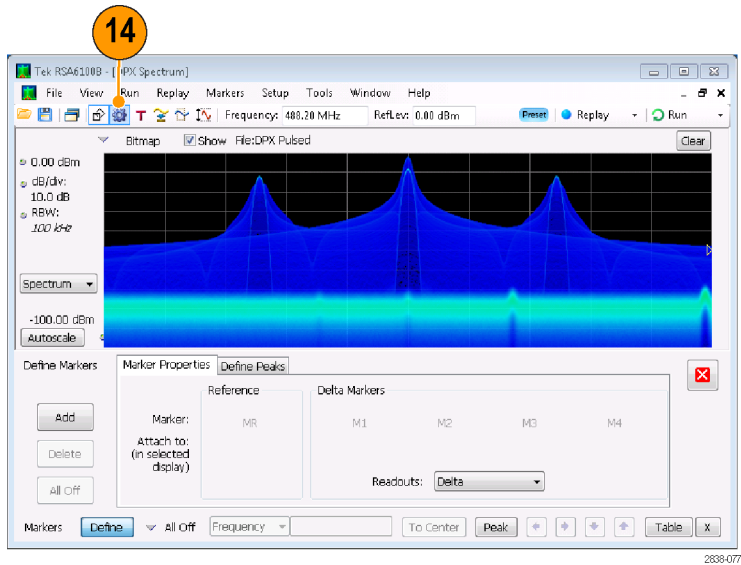 14
Tek RSA6100B - [DPX Spectrum]
File View Run Replay Markers Setup Tools Window Help
T Frequency: 488.20 MHz RefLev: 0.00 dBm Preset Replay Run
Bitmap Show File:DPX Pulsed Clear
0.00 dBm
dB/div:
10.0 dB
RBW:
100 kHz
Spectrum
-100.00 dBm
Autoscale
Define Markers Marker Properties Define Peaks
Reference Delta Markers
Add Marker: MR M1 M2 M3 M4
Attach to:
(in selected
display)
Delete
Readouts: Delta
All Off
Markers Define All Off Frequency To Center Peak Table X
2838-077